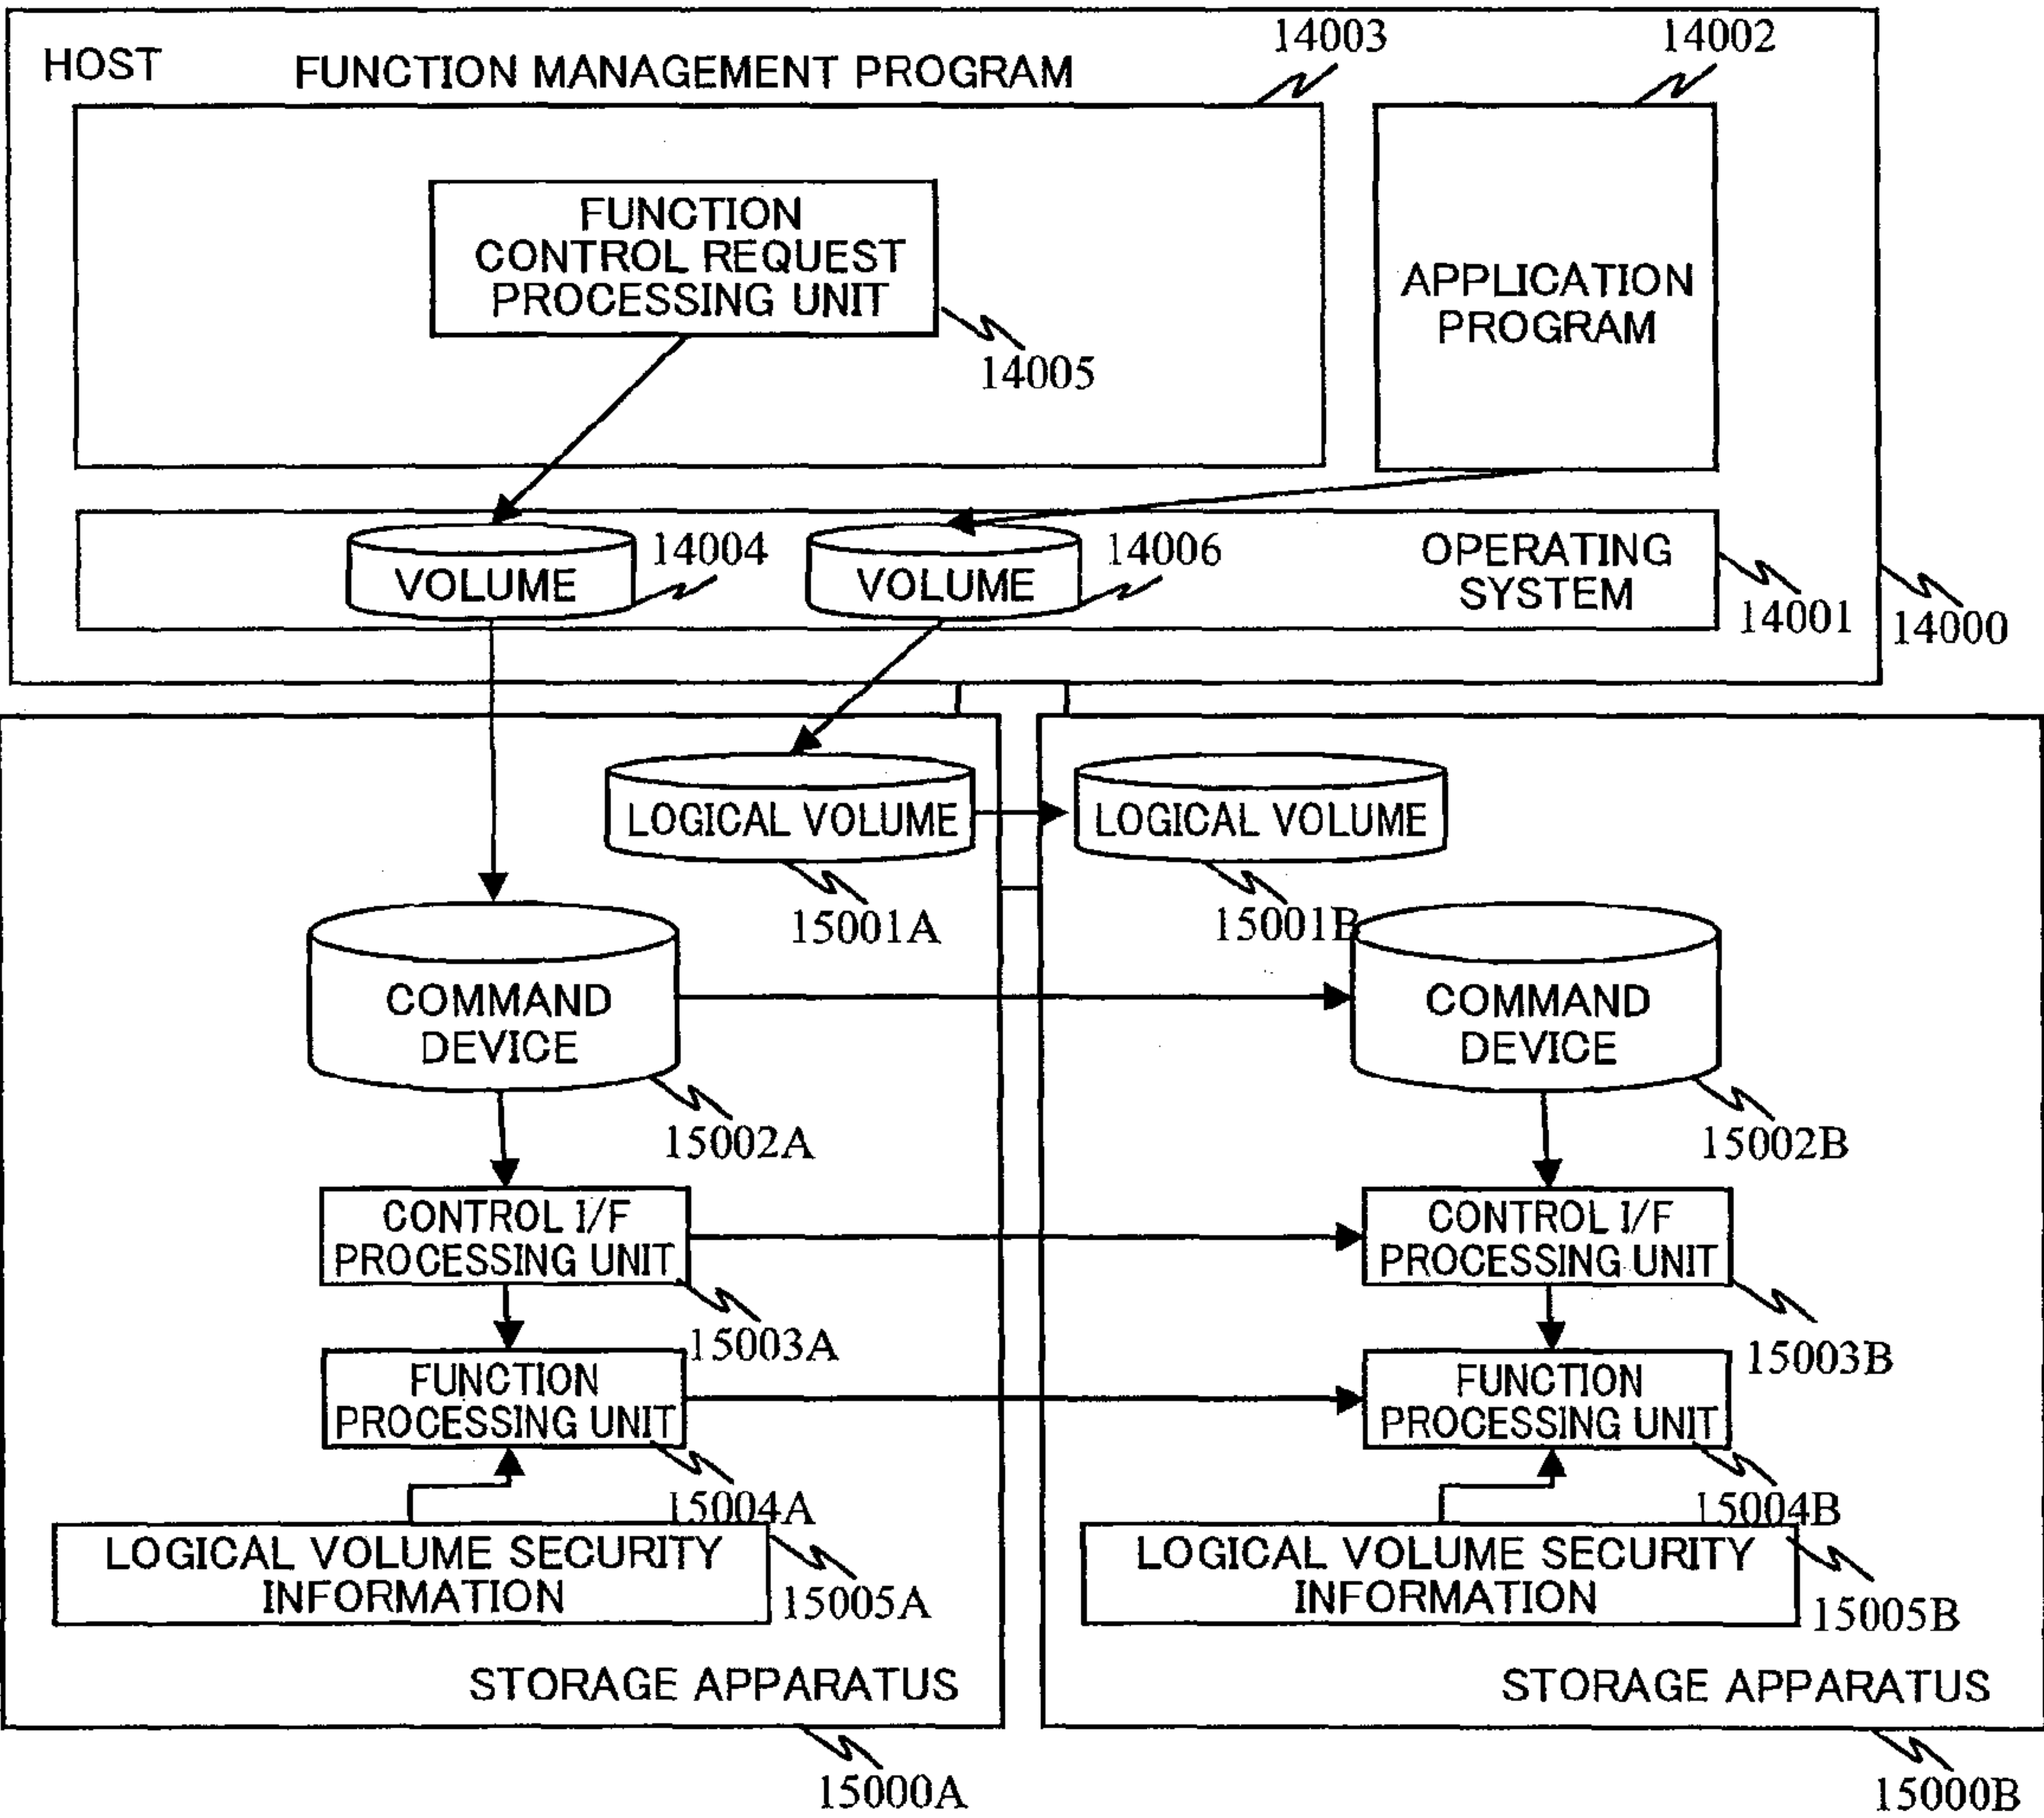 14003
14002
HOST
FUNCTION MANAGEMENT PROGRAM
FUNCTION
CONTROL REQUEST
PROCESSING UNIT
14005
APPLICATION
PROGRAM
VOLUME
14004
VOLUME
14006
OPERATING
SYSTEM
14001
14000
LOGICAL VOLUME
LOGICAL VOLUME
15001A
15001B
COMMAND
DEVICE
COMMAND
DEVICE
15002A
15002B
CONTROL I/F
PROCESSING UNIT
CONTROL I/F
PROCESSING UNIT
15003A
15003B
FUNCTION
PROCESSING UNIT
FUNCTION
PROCESSING UNIT
15004A
15004B
LOGICAL VOLUME SECURITY
INFORMATION
15005A
LOGICAL VOLUME SECURITY
INFORMATION
15005B
STORAGE APPARATUS
STORAGE APPARATUS
15000A
15000B